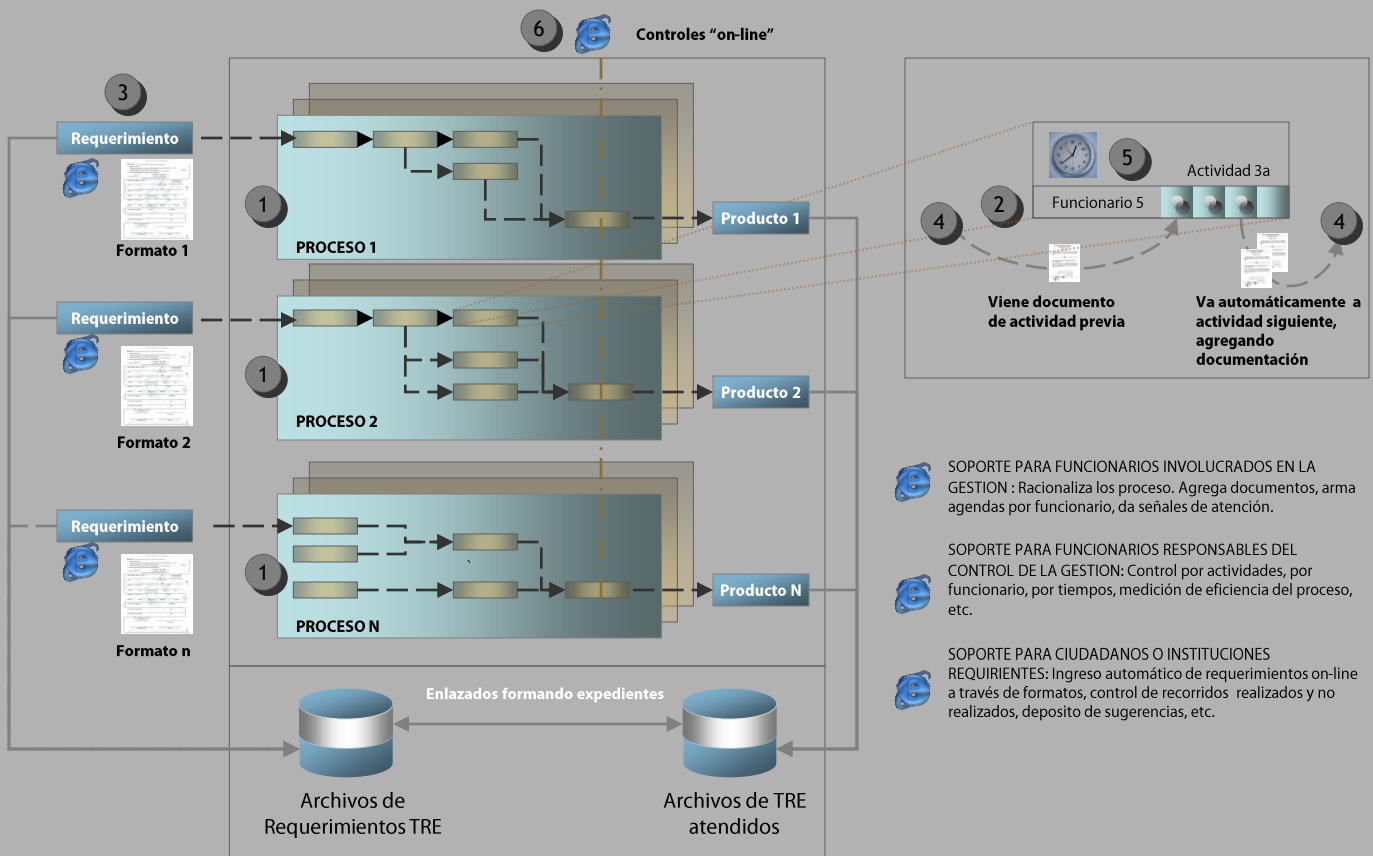 6
Controles “on-line”
3
Requerimiento
Formato 1
1
PROCESO 1
Producto 1
Requerimiento
Formato 2
1
PROCESO 2
Producto 2
Requerimiento
Formato n
1
PROCESO N
Producto N
Enlazados formando expedientes
Archivos de
Requerimientos TRE
Archivos de TRE
atendidos
5
Actividad 3a
2
Funcionario 5
4
4
Viene documento
de actividad previa
Va automáticamente a
actividad siguiente,
agregando
documentación
SOPORTE PARA FUNCIONARIOS INVOLUCRADOS EN LA
GESTION : Racionaliza los proceso. Agrega documentos, arma
agendas por funcionario, da señales de atención.
SOPORTE PARA FUNCIONARIOS RESPONSABLES DEL
CONTROL DE LA GESTION: Control por actividades, por
funcionario, por tiempos, medición de eficiencia del proceso,
etc.
SOPORTE PARA CIUDADANOS O INSTITUCIONES
REQUIRIENTES: Ingreso automático de requerimientos on-line
a través de formatos, control de recorridos realizados y no
realizados, deposito de sugerencias, etc.